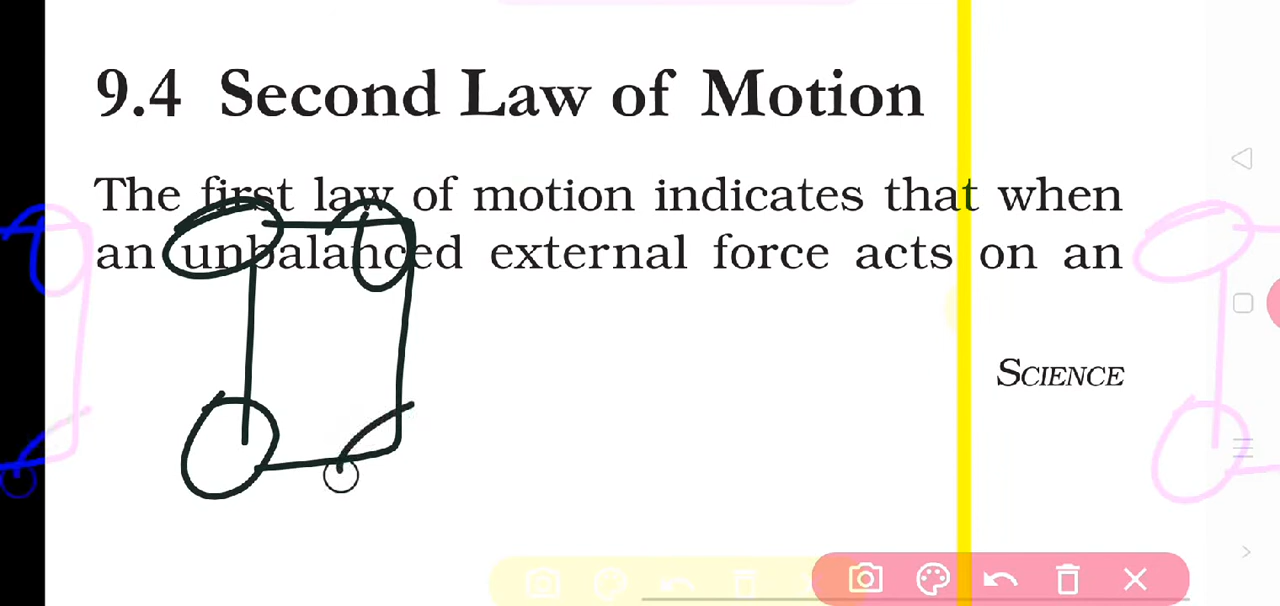 9.4 Second Law of Motion
The first law of motion indicates that when
an unbalanced external force acts on an
SCIENCE